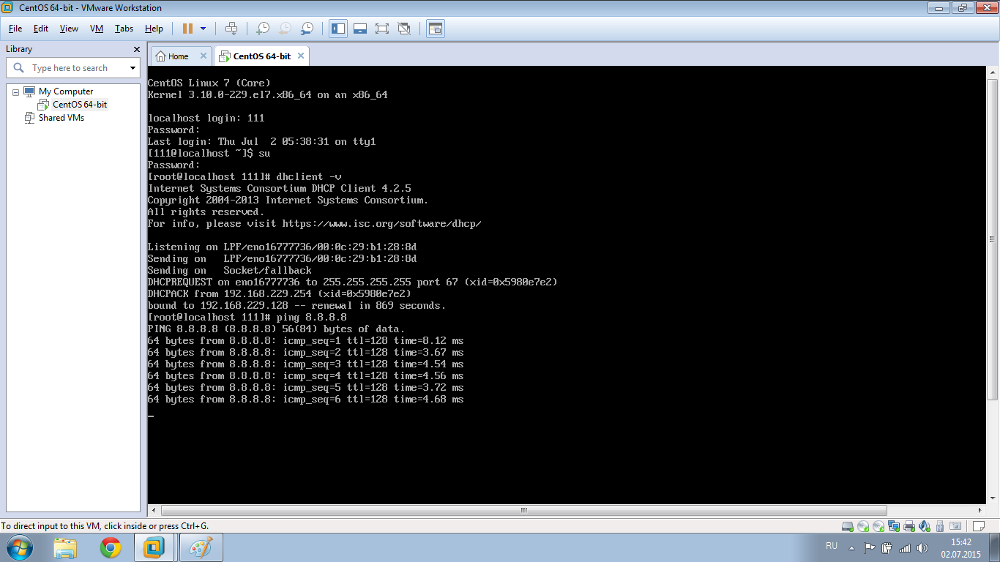 CentOS 64-bit - VMware Workstation
File Edit View VM Tabs Help
Library
Type here to search
My Computer
CentOS 64-bit
Shared VMs
Home
CentOS 64-bit
CentOS Linux 7 (Core)
Kernel 3.10.0-229.el7.x86_64 on an x86_64
localhost login: 111
Password:
Last login: Thu Jul  2 05:38:31 on tty1
[111@localhost ~]$ su
Password:
[root@localhost 111]# dhclient -v
Internet Systems Consortium DHCP Client 4.2.5
Copyright 2004-2013 Internet Systems Consortium.
All rights reserved.
For info, please visit https://www.isc.org/software/dhcp/
Listening on LPF/eno16777736/00:0c:29:b1:28:8d
Sending on   LPF/eno16777736/00:0c:29:b1:28:8d
Sending on   Socket/fallback
DHCPREQUEST on eno16777736 to 255.255.255.255 port 67 (xid=0x5980e7e2)
DHCPACK from 192.168.229.254 (xid=0x5980e7e2)
bound to 192.168.229.128 -- renewal in 869 seconds.
[root@localhost 111]# ping 8.8.8.8
PING 8.8.8.8 (8.8.8.8) 56(84) bytes of data.
64 bytes from 8.8.8.8: icmp_seq=1 ttl=128 time=8.12 ms
64 bytes from 8.8.8.8: icmp_seq=2 ttl=128 time=3.67 ms
64 bytes from 8.8.8.8: icmp_seq=3 ttl=128 time=4.54 ms
64 bytes from 8.8.8.8: icmp_seq=4 ttl=128 time=4.56 ms
64 bytes from 8.8.8.8: icmp_seq=5 ttl=128 time=3.72 ms
64 bytes from 8.8.8.8: icmp_seq=6 ttl=128 time=4.68 ms
To direct input to this VM, click inside or press Ctrl+G.
RU
15:42
02.07.2015